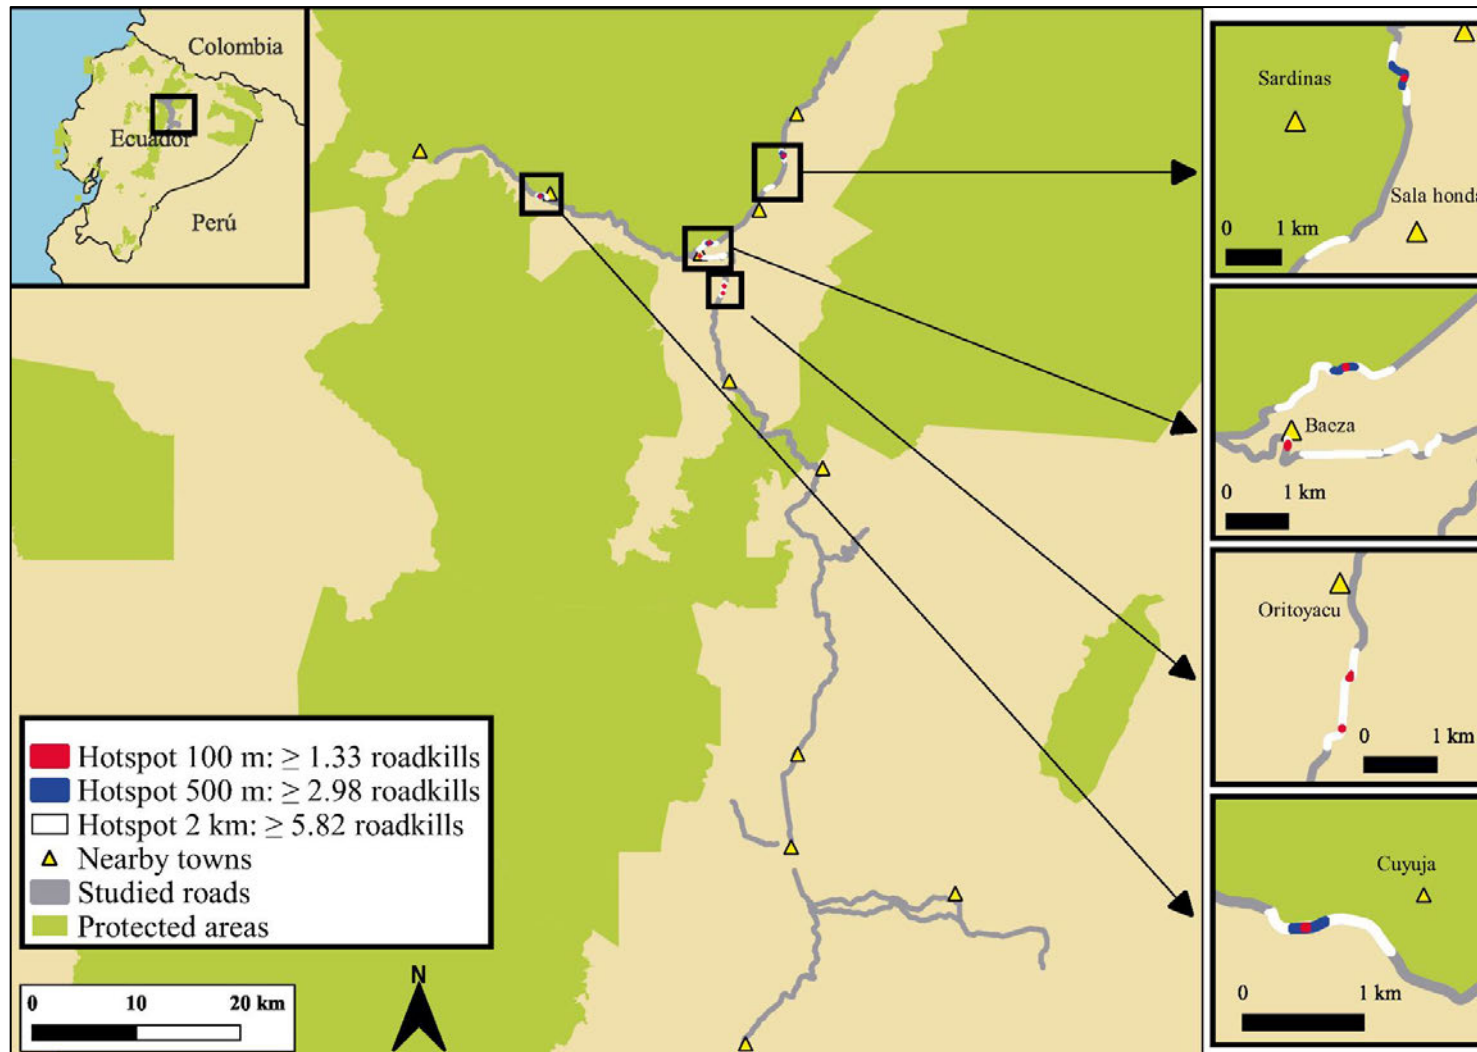 Colombia
Ecuador
Perú
Sardinas
Sala honda
0 1 km
Baeza
0 1 km
Oritoyacu
0 1 km
Cuyuja
0 1 km
Hotspot 100 m: ≥ 1.33 roadkills
Hotspot 500 m: ≥ 2.98 roadkills
Hotspot 2 km: ≥ 5.82 roadkills
Nearby towns
Studied roads
Protected areas
0 10 20 km
N